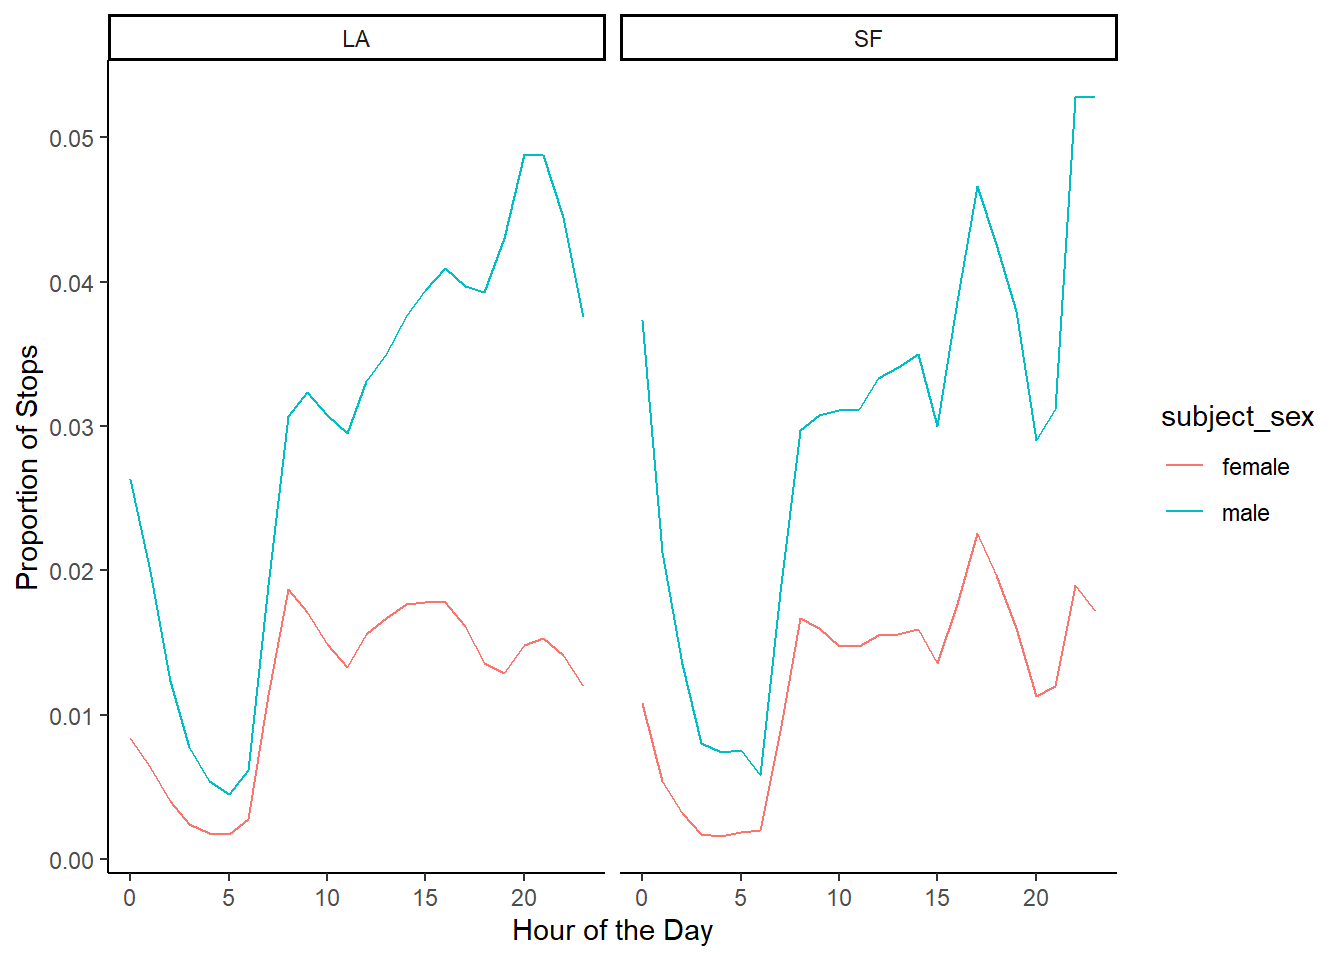 LA
SF
Proportion of Stops
0.05
0.04
0.03
0.02
0.01
0.00
0 5 10 15 20
0 5 10 15 20
Hour of the Day
subject_sex
female
male